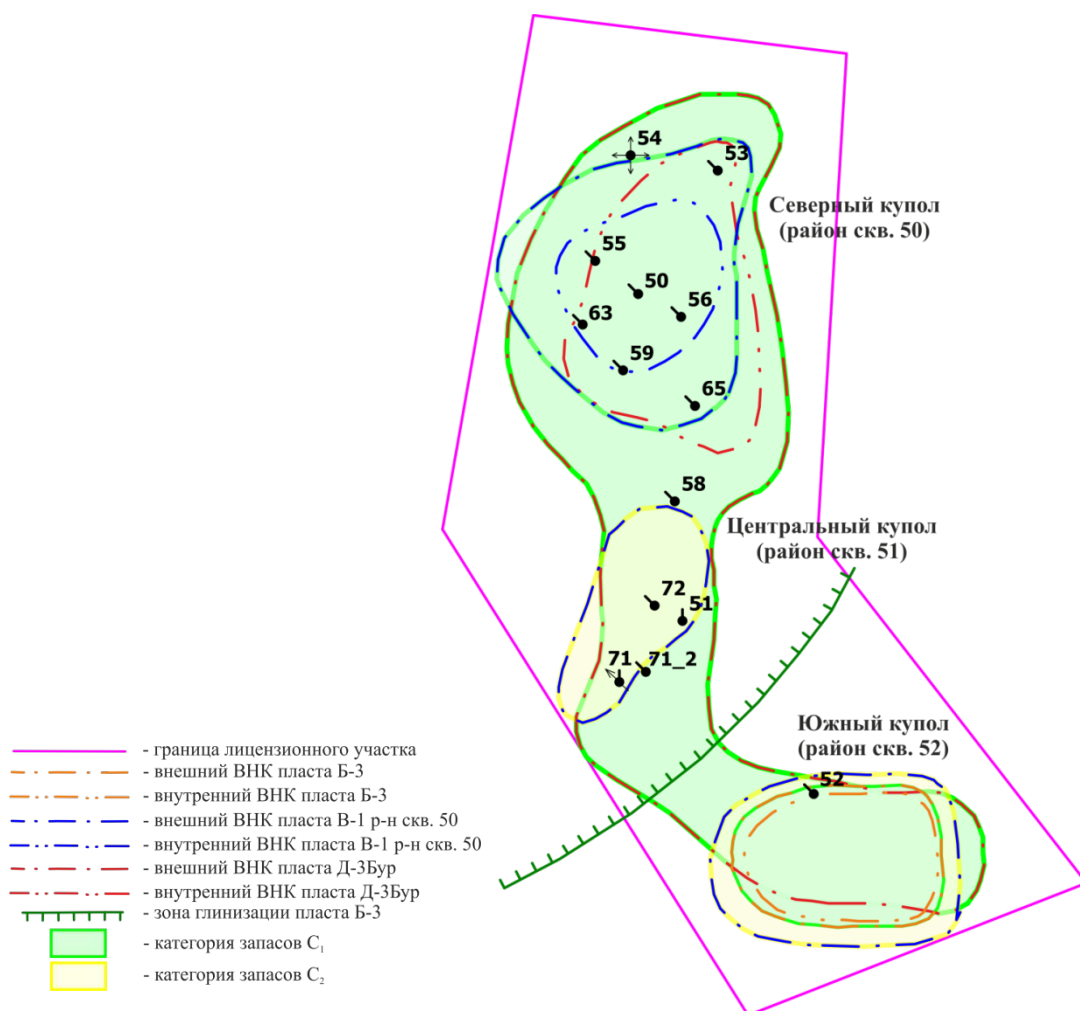 54
53
Северный купол
(район скв. 50)
55
50
56
63
59
65
58
Центральный купол
(район скв. 51)
72
51
71
71_2
Южный купол
(район скв. 52)
52
- граница лицензионного участка
- внешний ВНК пласта Б-3
- внутренний ВНК пласта Б-3
- внешний ВНК пласта В-1 р-н скв. 50
- внутренний ВНК пласта В-1 р-н скв. 50
- внешний ВНК пласта Д-3Бур
- внутренний ВНК пласта Д-3Бур
- зона глинизации пласта Б-3
- категория запасов С₁
- категория запасов С₂